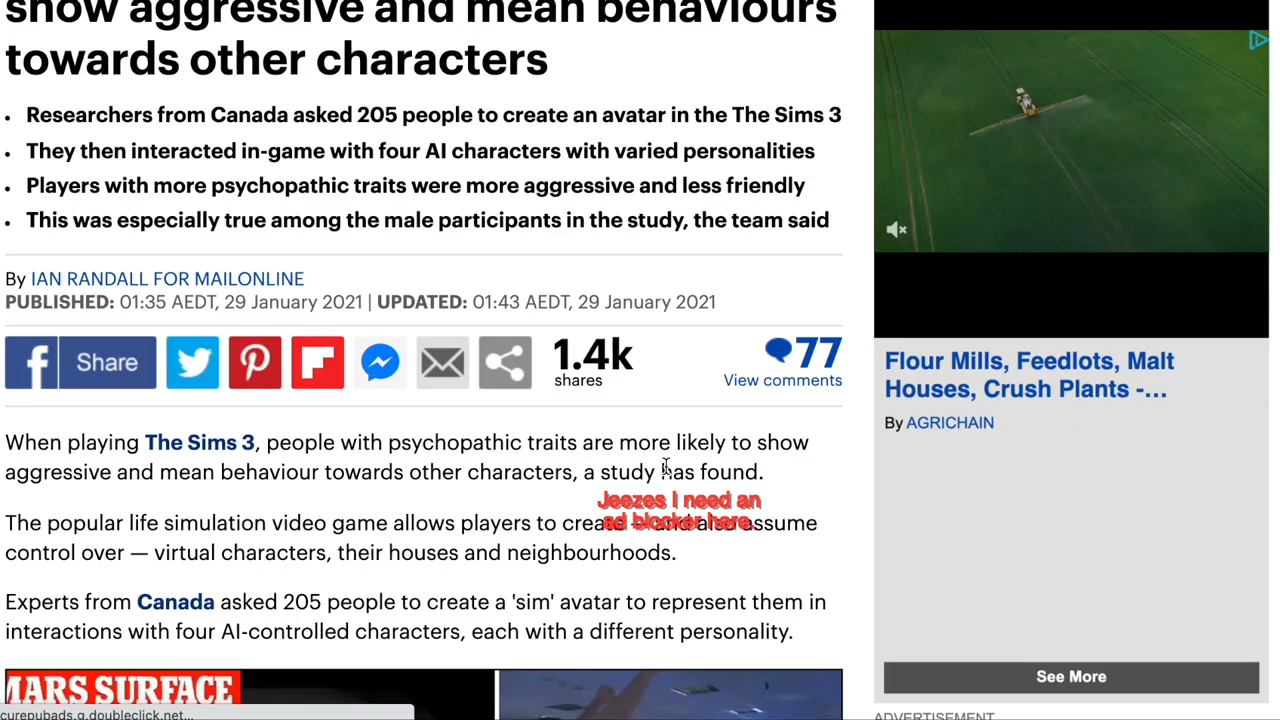 show aggressive and mean behaviours
towards other characters
• Researchers from Canada asked 205 people to create an avatar in the The Sims 3
• They then interacted in-game with four AI characters with varied personalities
• Players with more psychopathic traits were more aggressive and less friendly
• This was especially true among the male participants in the study, the team said
By IAN RANDALL FOR MAILONLINE
PUBLISHED: 01:35 AEDT, 29 January 2021 | UPDATED: 01:43 AEDT, 29 January 2021
f Share
1.4k
shares
77
View comments
When playing The Sims 3, people with psychopathic traits are more likely to show
aggressive and mean behaviour towards other characters, a study has found.
Jeezes I need an
ad blocker here.
The popular life simulation video game allows players to create — and also assume
control over — virtual characters, their houses and neighbourhoods.
Experts from Canada asked 205 people to create a 'sim' avatar to represent them in
interactions with four AI-controlled characters, each with a different personality.
MARS SURFACE
curepubads.g.doubleclick.net...
Flour Mills, Feedlots, Malt
Houses, Crush Plants -...
By AGRICHAIN
See More
ADVERTISEMENT